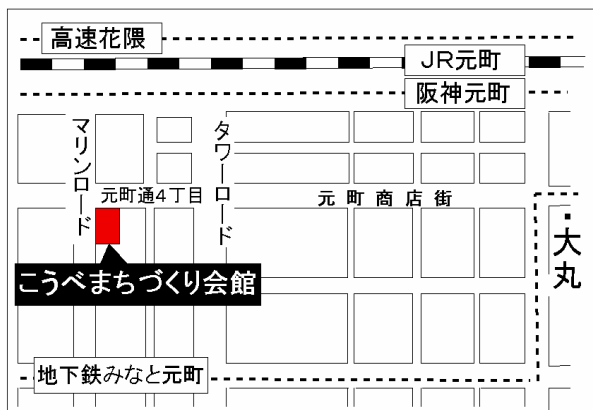 高速花隈
JR元町
阪神元町
マリンロード
タワーロード
元町通4丁目
元町商店街
・大丸
こうべまちづくり会館
地下鉄みなと元町